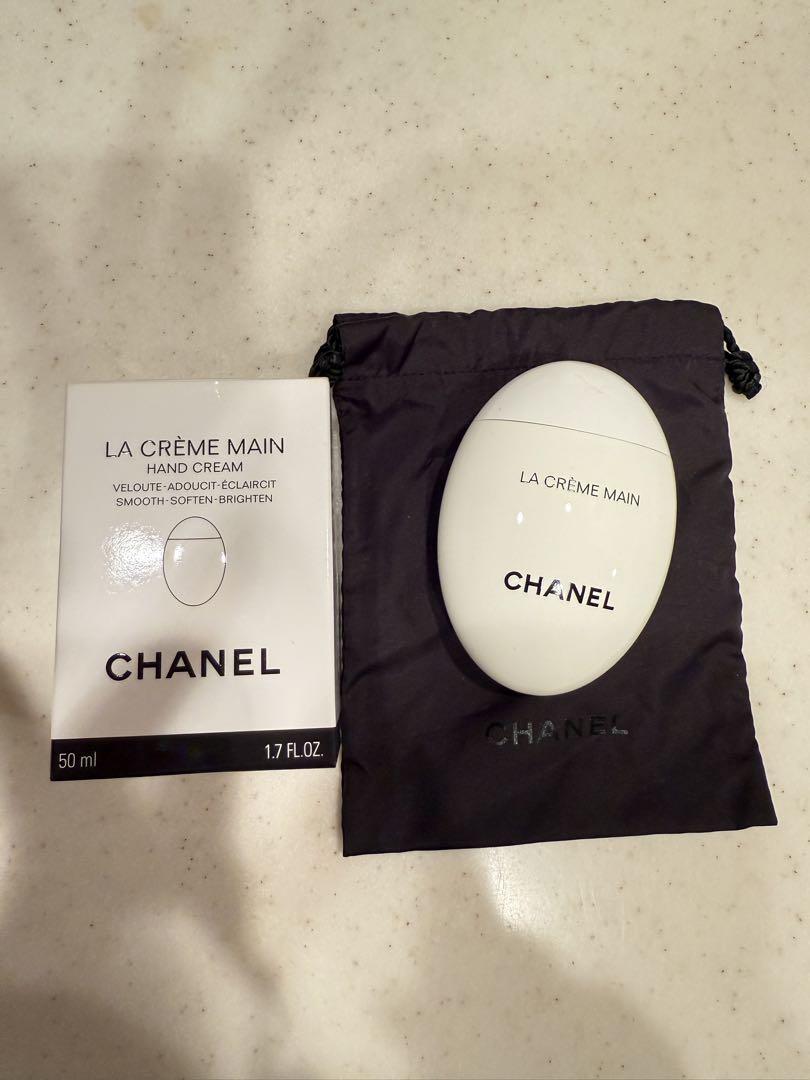 LA CRÈME MAIN
HAND CREAM
VELOUTE-ADOUCIT-ÉCLAIRCIT
SMOOTH-SOFTEN-BRIGHTEN
CHANEL
50 ml
1.7 FL.OZ.
LA CRÈME MAIN
CHANEL
CHANEL